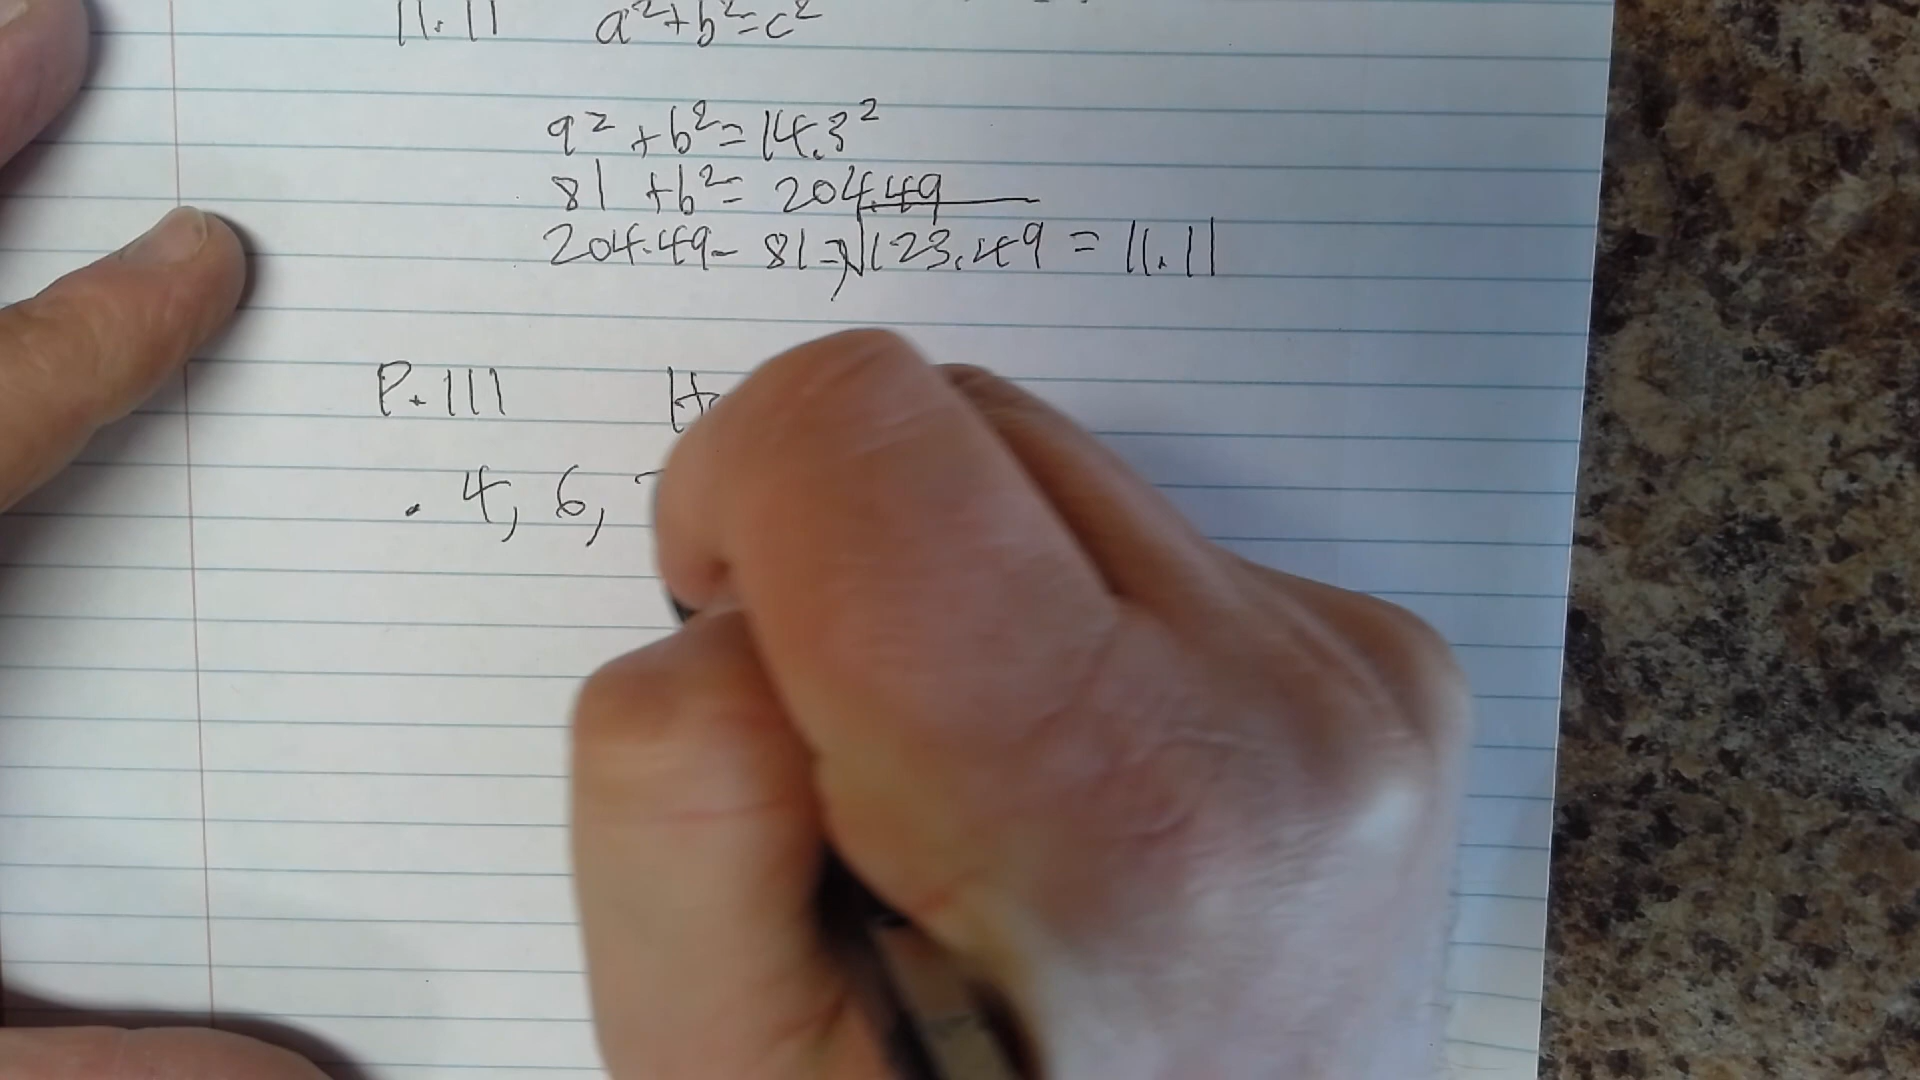 11.11 a²+b²=c²
9² + b² = 14.3²
81 + b² = 204.49
204.49 - 81 = √123.49 = 11.11
P. 111
. 4, 6,